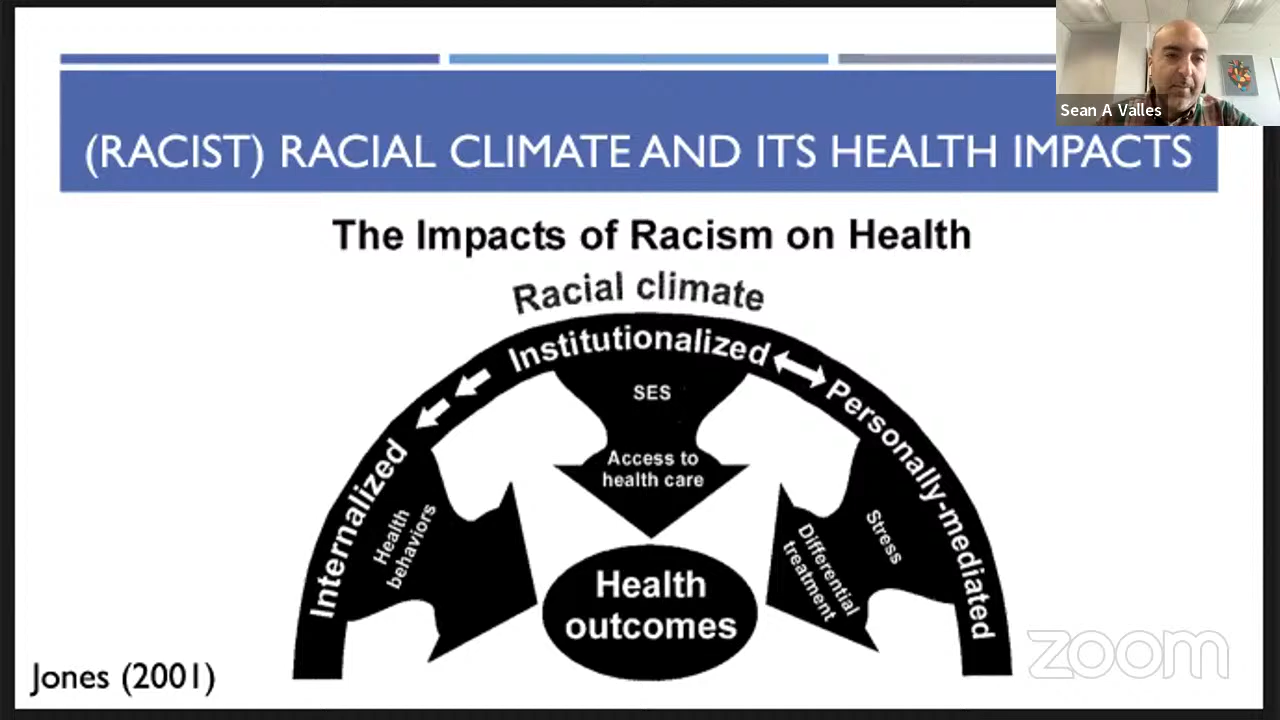 Sean A Valles
(RACIST) RACIAL CLIMATE AND ITS HEALTH IMPACTS
The Impacts of Racism on Health
Racial climate
Institutionalized
Internalized
Personally-mediated
SES
Access to
health care
Health
behaviors
Stress
Differential
treatment
Health
outcomes
Jones (2001)
zoom